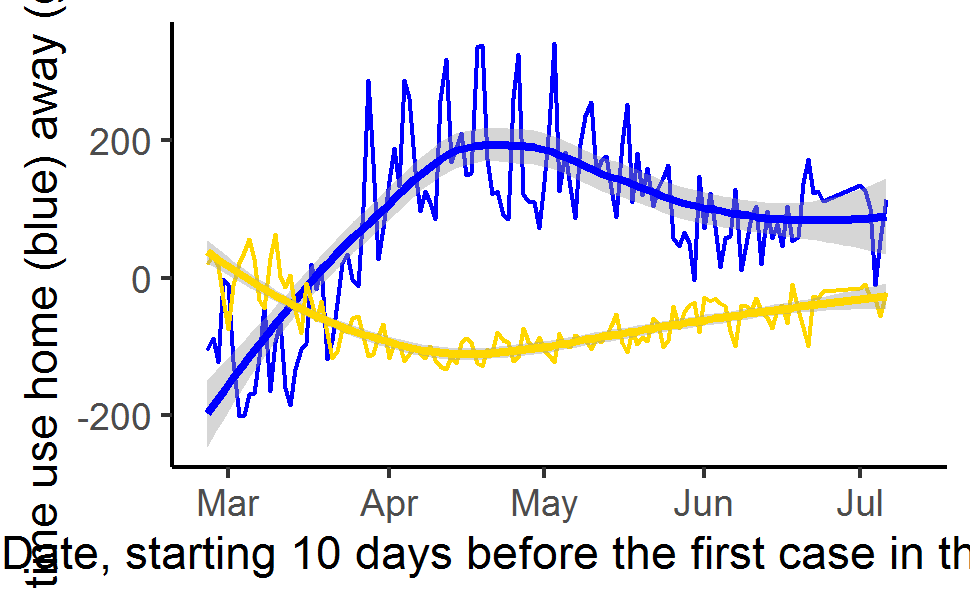 time use home (blue) away (
200
0
-200
Mar Apr May Jun Jul
Date, starting 10 days before the first case in th